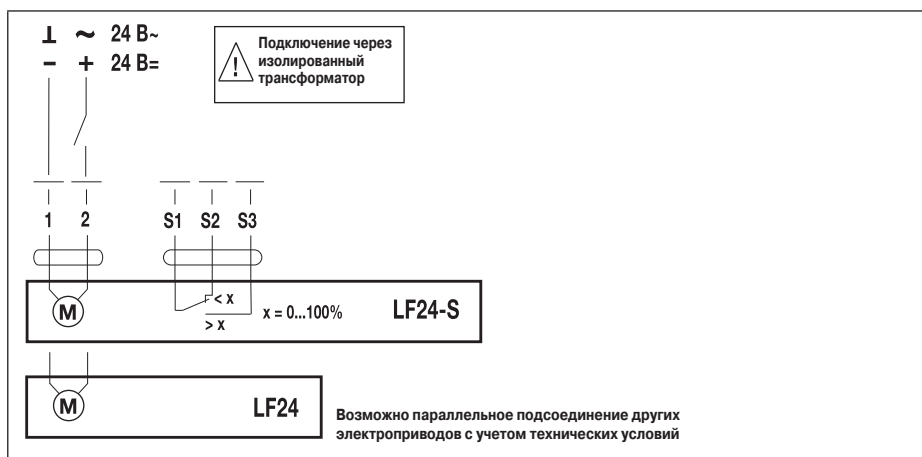 ⊥ ~ 24 В~
– + 24 В=
Подключение через
изолированный
трансформатор
!
1 2 S1 S2 S3
M
< x
> x
x = 0...100%
LF24-S
M
LF24
Возможно параллельное подсоединение других
электроприводов с учетом технических условий